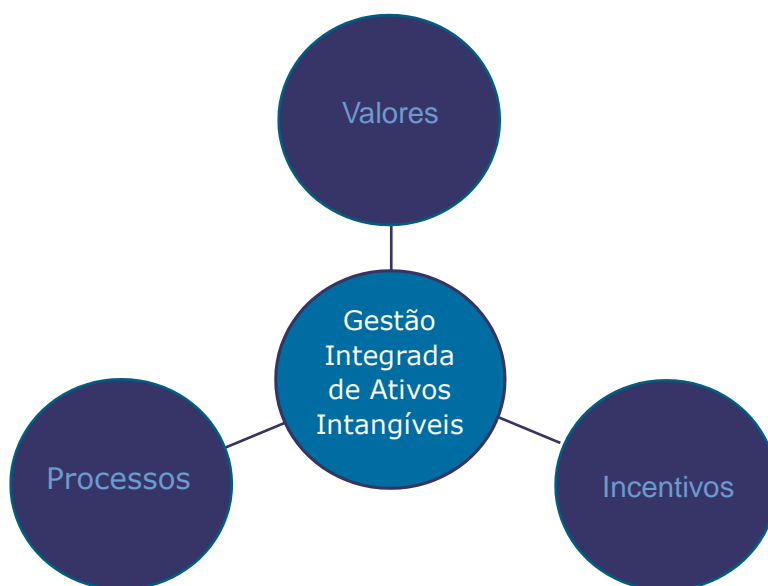 Valores
Gestão
Integrada
de Ativos
Intangíveis
Processos
Incentivos